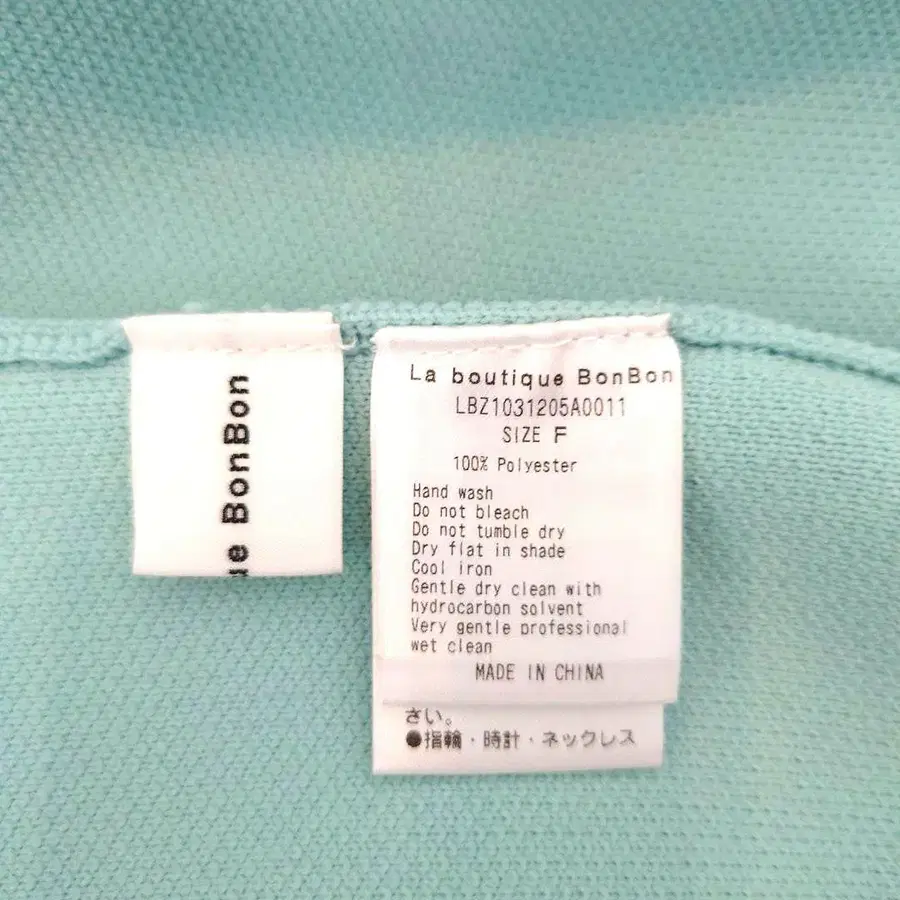 ue BonBon
La boutique BonBon
LBZ1031205A0011
SIZE F
100% Polyester
Hand wash
Do not bleach
Do not tumble dry
Dry flat in shade
Cool iron
Gentle dry clean with
hydrocarbon solvent
Very gentle professional
wet clean
MADE IN CHINA
さい。
●指輪・時計・ネックレス